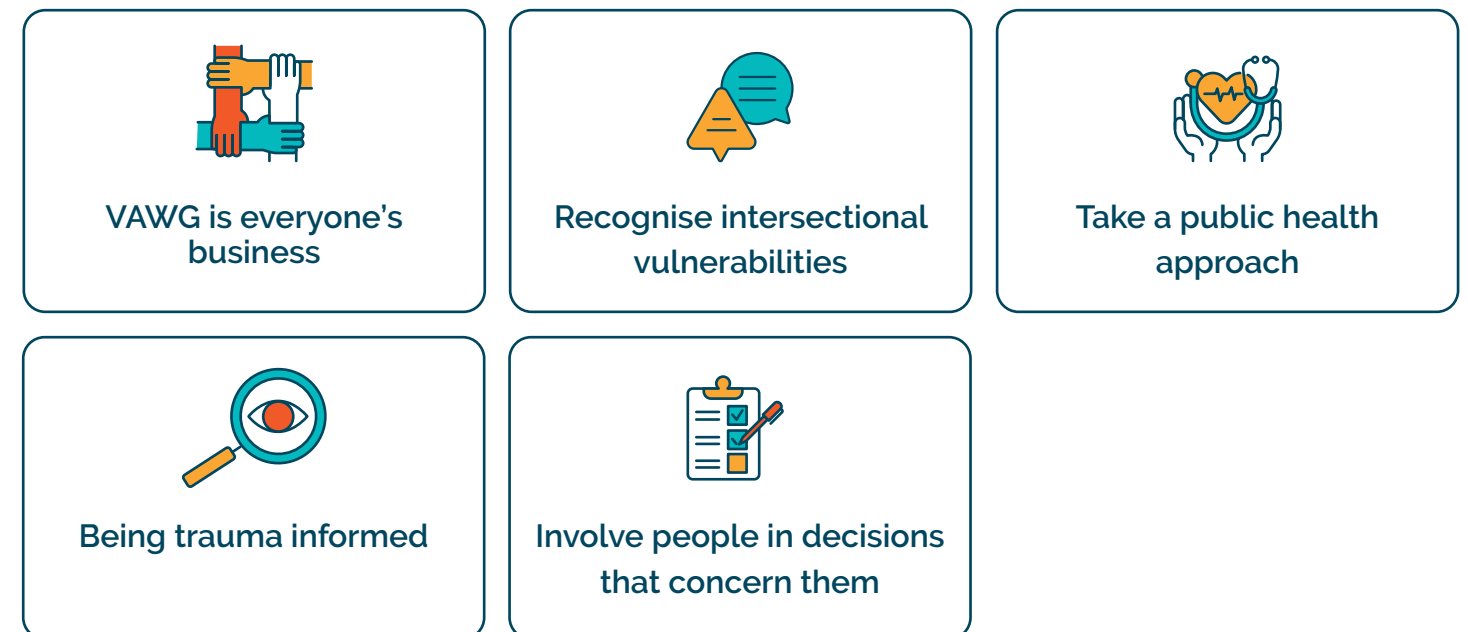 VAWG is everyone’s
business
Recognise intersectional
vulnerabilities
Take a public health
approach
Being trauma informed
Involve people in decisions
that concern them